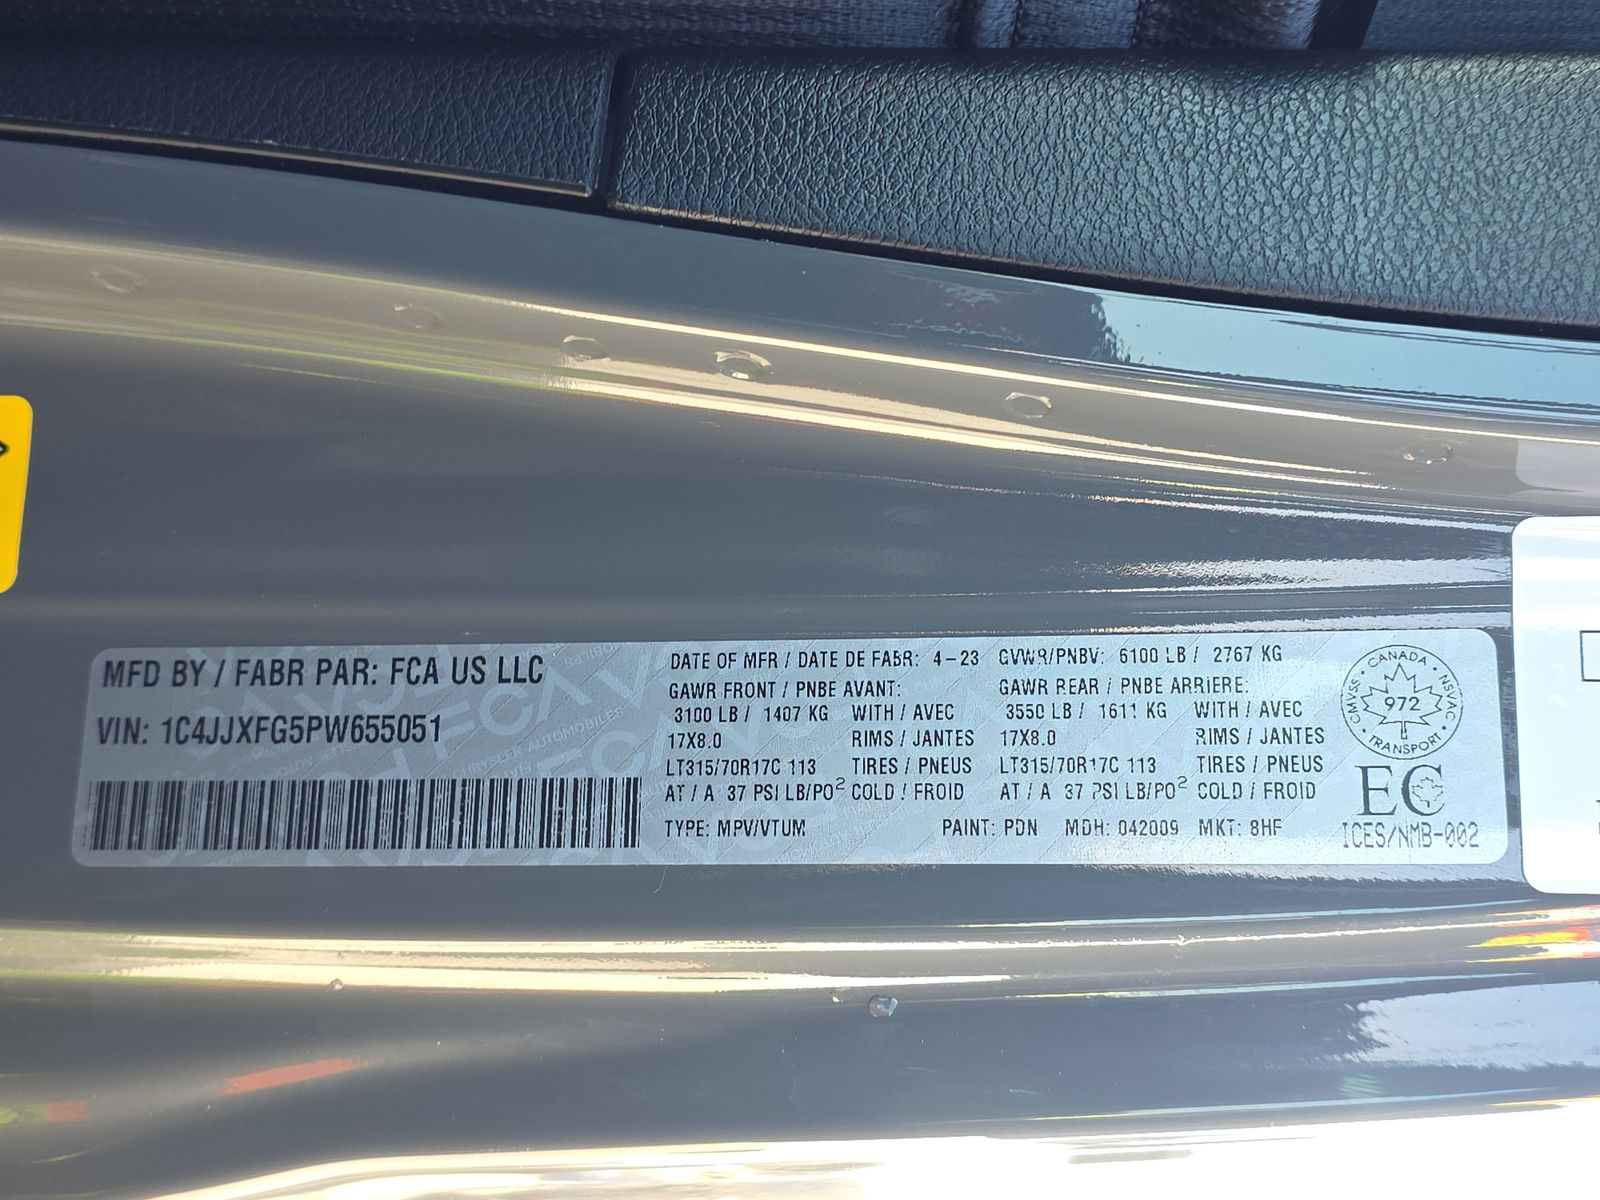 MFD BY / FABR PAR: FCA US LLC
VIN: 1C4JJXFG5PW655051
DATE OF MFR / DATE DE FABR: 4-23 GVWR/PNBV: 6100 LB / 2767 KG
GAWR FRONT / PNBE AVANT: GAWR REAR / PNBE ARRIERE:
3100 LB / 1407 KG WITH / AVEC 3550 LB / 1611 KG WITH / AVEC
17X8.0 RIMS / JANTES 17X8.0 RIMS / JANTES
LT315/70R17C 113 TIRES / PNEUS LT315/70R17C 113 TIRES / PNEUS
AT / A 37 PSI LB/PO² COLD / FROID AT / A 37 PSI LB/PO² COLD / FROID
TYPE: MPV/VTUM PAINT: PDN MDH: 042009 MKT: 8HF
CANADA
CMVSS 972 NSVAC
TRANSPORT
EC
ICES/NMB-002